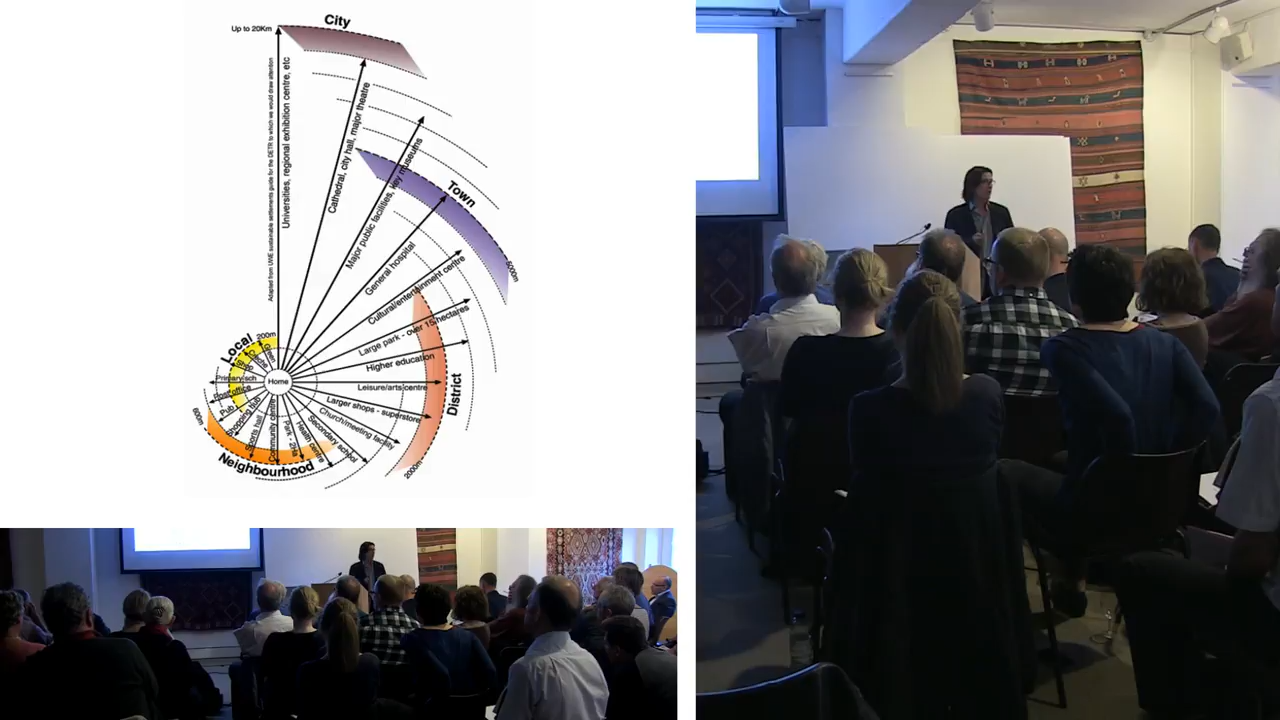 City
Up to 20Km
Adapted from UWE sustainable settlements guide for the DETR to which we would draw attention
Universities, regional exhibition centre, etc
Cathedral, city hall, major theatre
Major public facilities, key museums
Town
General hospital
5000m
Cultural/entertainment centre
Large park - over 15 hectares
Higher education
Leisure/arts centre
District
Larger shops - superstore
Church/meeting facility
2000m
Secondary school
Health centre
Park - 2Ha
Community centre
Sports hall
Neighbourhood
Shopping hub
600m
Pub
Post office
Primary sch
Local
200m
Shop
Green
Home